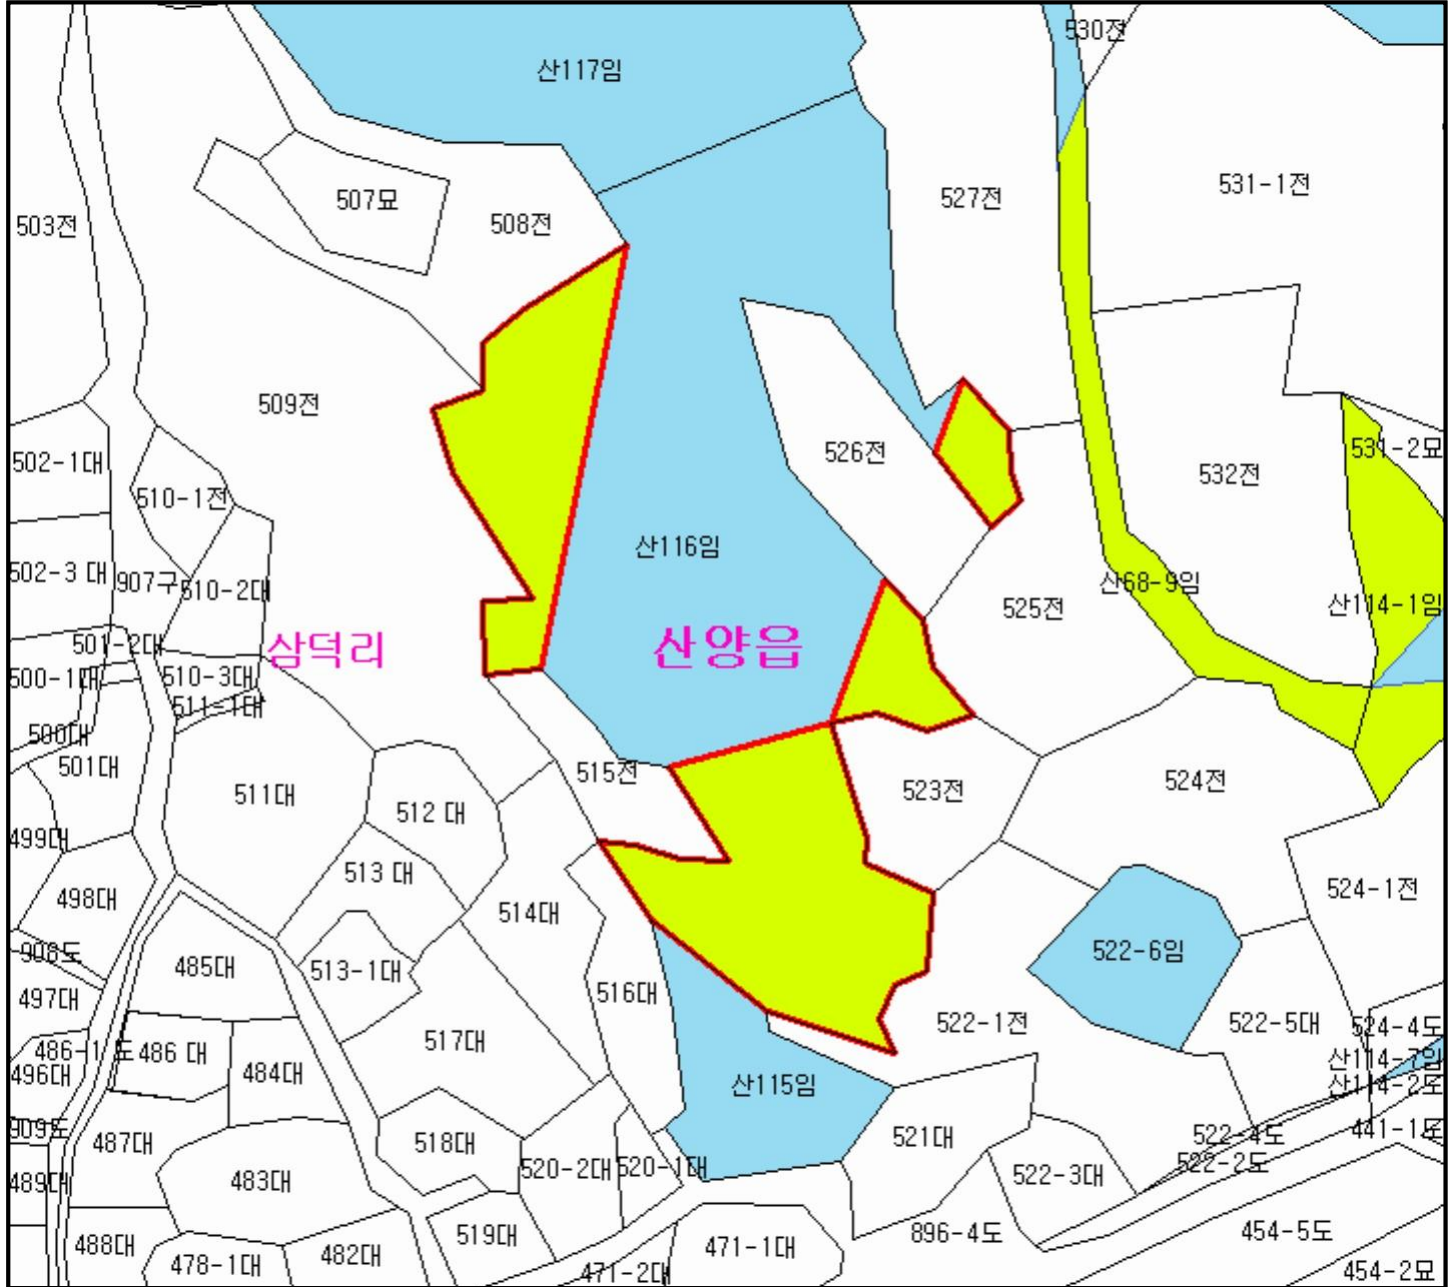 530전
산117임
531-1전
507묘
527전
503전
508전
509전
531-2묘
526전
502-1대
532전
510-1전
산116임
502-3 대
907구
510-2대
산68-9임
산114-1임
525전
501-2대
삼덕리
산양읍
500-1대
510-3대
511-1대
500대
501대
515전
524전
511대
523전
512 대
499대
513 대
524-1전
498대
514대
908도
522-6임
485대
513-1대
497대
516대
522-1전
522-5대
524-4도
517대
486-1 도
486 대
산114-7임
496대
484대
산115임
산114-2도
909도
441-1도
487대
518대
521대
522-4도
522-2도
520-2대
520-1대
489대
483대
522-3대
519대
896-4도
454-5도
488대
482대
471-1대
478-1대
471-2대
454-2묘